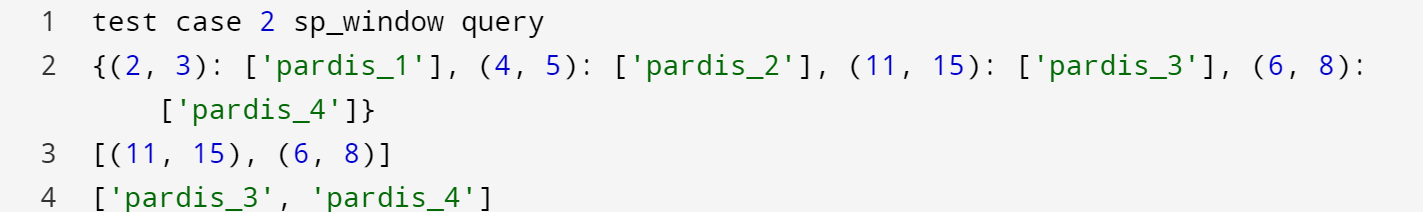 1 test case 2 sp_window query
2 {(2, 3): ['pardis_1'], (4, 5): ['pardis_2'], (11, 15): ['pardis_3'], (6, 8):
['pardis_4']}
3 [(11, 15), (6, 8)]
4 ['pardis_3', 'pardis_4']